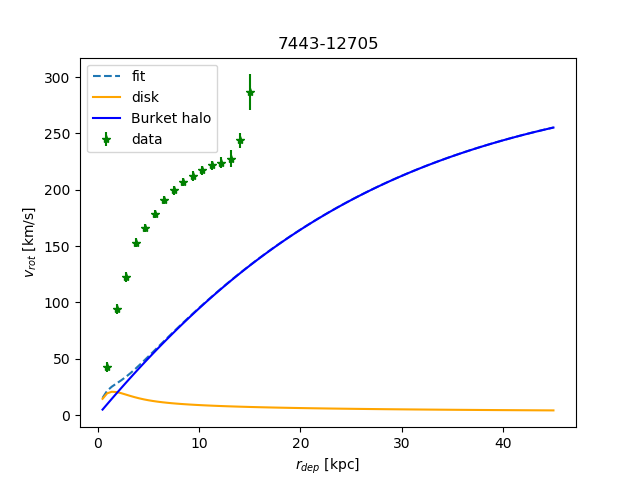 7443-12705
fit
disk
Burket halo
data
300
250
200
150
100
50
0
v_rot [km/s]
0 10 20 30 40
r_dep [kpc]